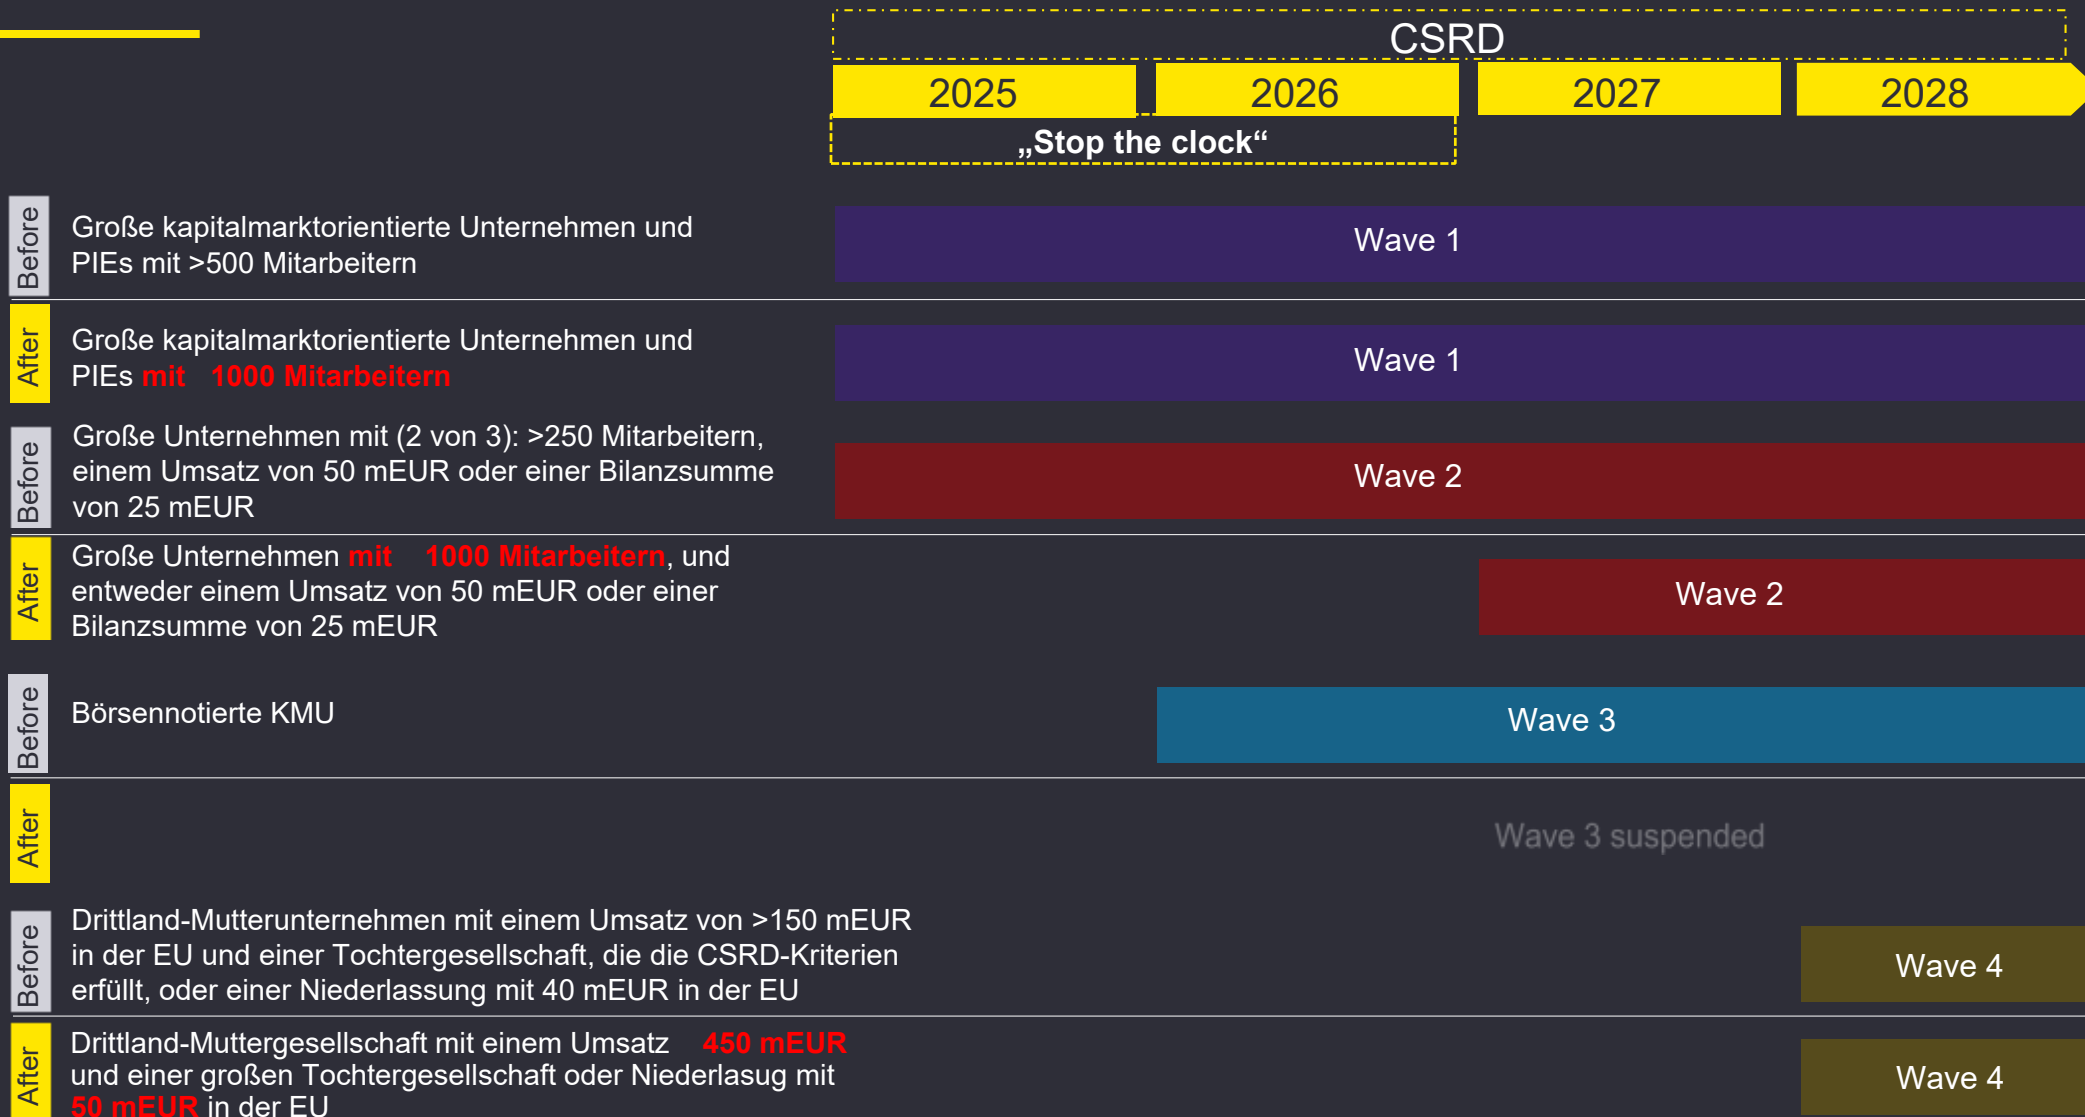 CSRD
2025 2026 2027 2028
„Stop the clock“
Before
Große kapitalmarktorientierte Unternehmen und
PIEs mit >500 Mitarbeitern
Wave 1
After
Große kapitalmarktorientierte Unternehmen und
PIEs mit 1000 Mitarbeitern
Wave 1
Before
Große Unternehmen mit (2 von 3): >250 Mitarbeitern,
einem Umsatz von 50 mEUR oder einer Bilanzsumme
von 25 mEUR
Wave 2
After
Große Unternehmen mit 1000 Mitarbeitern, und
entweder einem Umsatz von 50 mEUR oder einer
Bilanzsumme von 25 mEUR
Wave 2
Before
Börsennotierte KMU
Wave 3
After
Wave 3 suspended
Before
Drittland-Mutterunternehmen mit einem Umsatz von >150 mEUR
in der EU und einer Tochtergesellschaft, die die CSRD-Kriterien
erfüllt, oder einer Niederlassung mit 40 mEUR in der EU
Wave 4
After
Drittland-Muttergesellschaft mit einem Umsatz 450 mEUR
und einer großen Tochtergesellschaft oder Niederlasug mit
50 mEUR in der EU
Wave 4